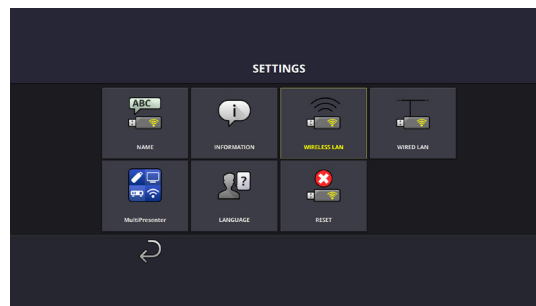 SETTINGS
ABC
i
NAME
INFORMATION
WIRELESS LAN
WIRED LAN
?
MultiPresenter
LANGUAGE
RESET